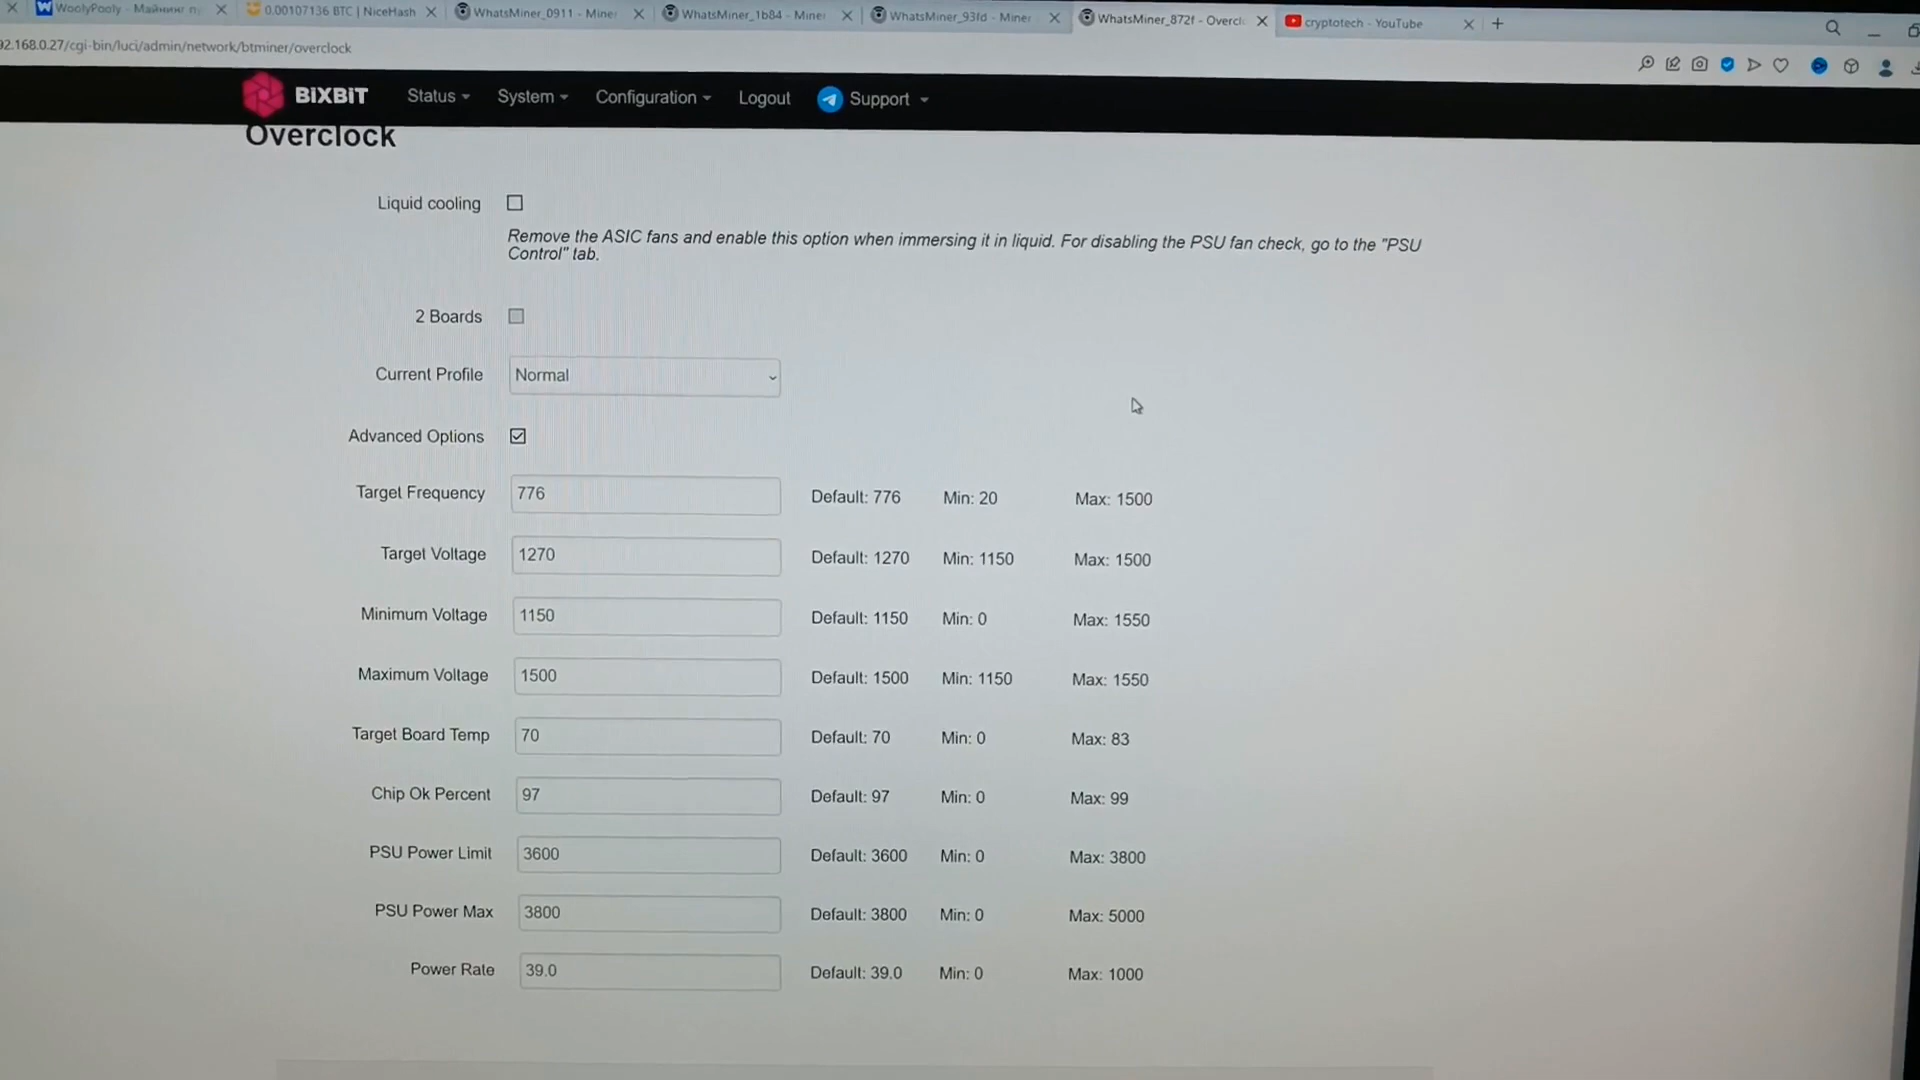 WoolyPooly - Майнинг пу
0.00107136 BTC | NiceHash
WhatsMiner_0911 - Miner
WhatsMiner_1b84 - Miner
WhatsMiner_93fd - Miner
WhatsMiner_872f - Overcl
cryptotech - YouTube
92.168.0.27/cgi-bin/luci/admin/network/btminer/overclock
BiXBiT Status System Configuration Logout Support
Overclock
Liquid cooling
Remove the ASIC fans and enable this option when immersing it in liquid. For disabling the PSU fan check, go to the "PSU
Control" tab.
2 Boards
Current Profile Normal
Advanced Options
Target Frequency 776 Default: 776 Min: 20 Max: 1500
Target Voltage 1270 Default: 1270 Min: 1150 Max: 1500
Minimum Voltage 1150 Default: 1150 Min: 0 Max: 1550
Maximum Voltage 1500 Default: 1500 Min: 1150 Max: 1550
Target Board Temp 70 Default: 70 Min: 0 Max: 83
Chip Ok Percent 97 Default: 97 Min: 0 Max: 99
PSU Power Limit 3600 Default: 3600 Min: 0 Max: 3800
PSU Power Max 3800 Default: 3800 Min: 0 Max: 5000
Power Rate 39.0 Default: 39.0 Min: 0 Max: 1000